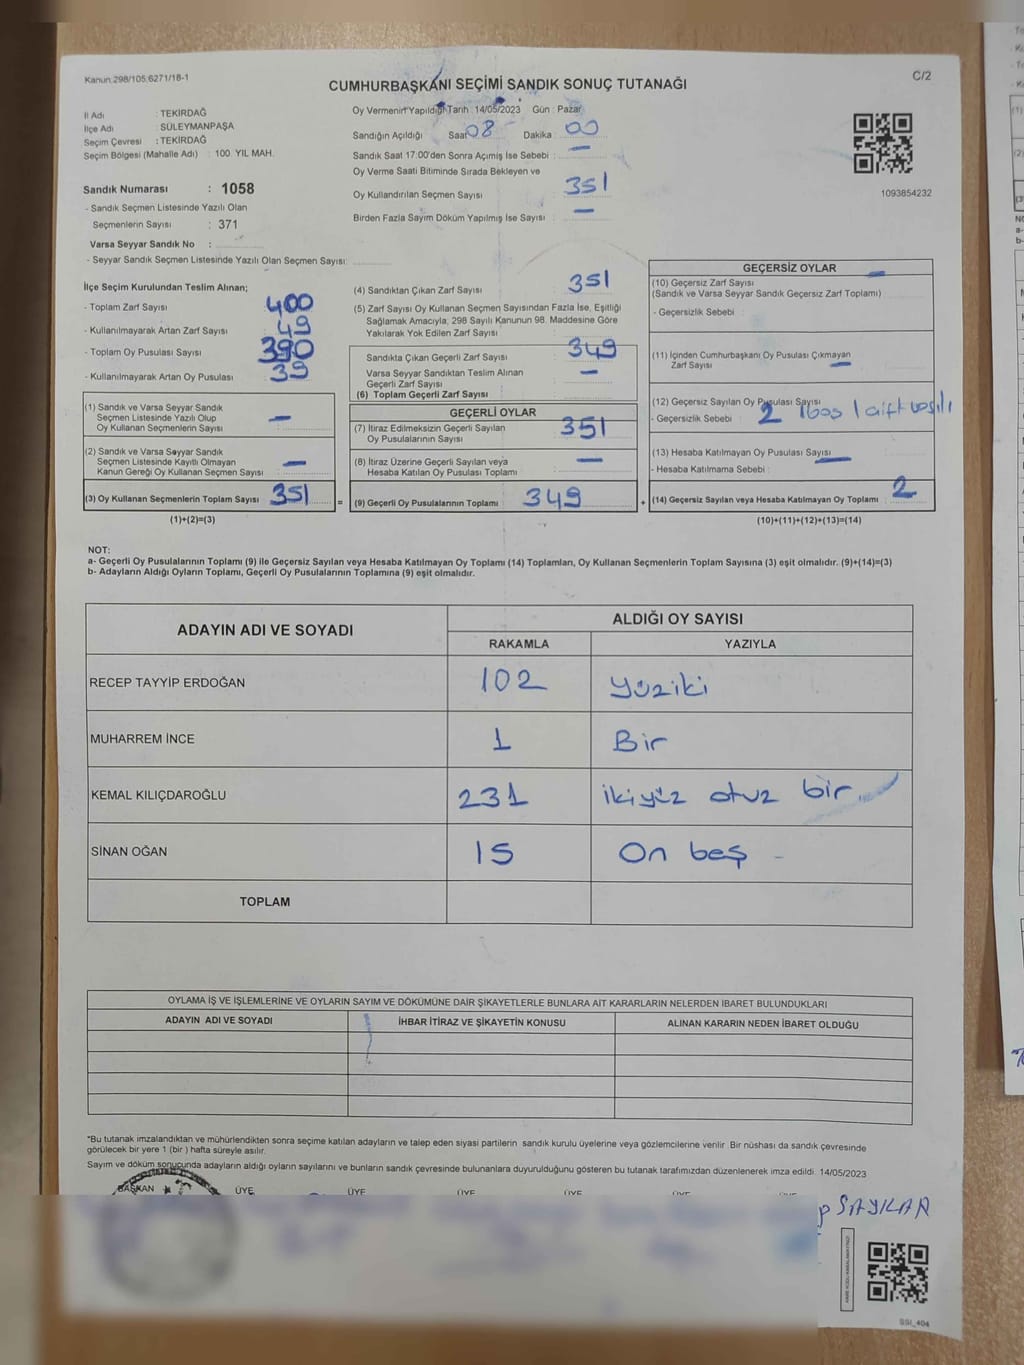 Kanun:298/105;6271/18-1
C/2
CUMHURBAŞKANI SEÇİMİ SANDIK SONUÇ TUTANAĞI
İl Adı : TEKİRDAĞ
İlçe Adı : SÜLEYMANPAŞA
Seçim Çevresi : TEKİRDAĞ
Seçim Bölgesi (Mahalle Adı) : 100. YIL MAH.
Sandık Numarası : 1058
- Sandık Seçmen Listesinde Yazılı Olan
Seçmenlerin Sayısı : 371
Varsa Seyyar Sandık No :
- Seyyar Sandık Seçmen Listesinde Yazılı Olan Seçmen Sayısı:
Oy Vermenin Yapıldığı Tarih : 14/05/2023 Gün : Pazar
Sandığın Açıldığı Saat 08 Dakika : 00
Sandık Saat 17:00'den Sonra Açımış İse Sebebi : —
Oy Verme Saati Bitiminde Sırada Bekleyen ve
Oy Kullandırılan Seçmen Sayısı : 351
Birden Fazla Sayım Döküm Yapılmış İse Sayısı : —
1093854232
İlçe Seçim Kurulundan Teslim Alınan;
- Toplam Zarf Sayısı : 400
- Kullanılmayarak Artan Zarf Sayısı : 49
- Toplam Oy Pusulası Sayısı : 390
- Kullanılmayarak Artan Oy Pusulası : 39
(1) Sandık ve Varsa Seyyar Sandık
Seçmen Listesinde Yazılı Olup
Oy Kullanan Seçmenlerin Sayısı : —
(2) Sandık ve Varsa Seyyar Sandık
Seçmen Listesinde Kayıtlı Olmayan
Kanun Gereği Oy Kullanan Seçmen Sayısı : —
(3) Oy Kullanan Seçmenlerin Toplam Sayısı : 351
(1)+(2)=(3)
(4) Sandıktan Çıkan Zarf Sayısı : 351
(5) Zarf Sayısı Oy Kullanan Seçmen Sayısından Fazla İse, Eşitliği
Sağlamak Amacıyla, 298 Sayılı Kanunun 98. Maddesine Göre
Yakılarak Yok Edilen Zarf Sayısı :
Sandıkta Çıkan Geçerli Zarf Sayısı : 349
Varsa Seyyar Sandıktan Teslim Alınan
Geçerli Zarf Sayısı : —
(6) Toplam Geçerli Zarf Sayısı :
GEÇERLİ OYLAR
(7) İtiraz Edilmeksizin Geçerli Sayılan
Oy Pusulalarının Sayısı : 351
(8) İtiraz Üzerine Geçerli Sayılan veya
Hesaba Katılan Oy Pusulası Toplamı : —
= (9) Geçerli Oy Pusulalarının Toplamı : 349
GEÇERSİZ OYLAR
(10) Geçersiz Zarf Sayısı —
(Sandık ve Varsa Seyyar Sandık Geçersiz Zarf Toplamı) :
- Geçersizlik Sebebi :
(11) İçinden Cumhurbaşkanı Oy Pusulası Çıkmayan
Zarf Sayısı : —
(12) Geçersiz Sayılan Oy Pusulası Sayısı
- Geçersizlik Sebebi : 2 1boş 1 çift basılı
(13) Hesaba Katılmayan Oy Pusulası Sayısı —
- Hesaba Katılmama Sebebi :
+ (14) Geçersiz Sayılan veya Hesaba Katılmayan Oy Toplamı : 2
(10)+(11)+(12)+(13)=(14)
NOT:
a- Geçerli Oy Pusulalarının Toplamı (9) ile Geçersiz Sayılan veya Hesaba Katılmayan Oy Toplamı (14) Toplamları, Oy Kullanan Seçmenlerin Toplam Sayısına (3) eşit olmalıdır. (9)+(14)=(3)
b- Adayların Aldığı Oyların Toplamı, Geçerli Oy Pusulalarının Toplamına (9) eşit olmalıdır.
ADAYIN ADI VE SOYADI ALDIĞI OY SAYISI
RAKAMLA YAZIYLA
RECEP TAYYİP ERDOĞAN 102 Yüziki
MUHARREM İNCE 1 Bir
KEMAL KILIÇDAROĞLU 231 ikiyüz otuz bir
SİNAN OĞAN 15 On beş -
TOPLAM
OYLAMA İŞ VE İŞLEMLERİNE VE OYLARIN SAYIM VE DÖKÜMÜNE DAİR ŞİKAYETLERLE BUNLARA AİT KARARLARIN NELERDEN İBARET BULUNDUKLARI
ADAYIN ADI VE SOYADI İHBAR İTİRAZ VE ŞİKAYETİN KONUSU ALINAN KARARIN NEDEN İBARET OLDUĞU
"Bu tutanak imzalandıktan ve mühürlendikten sonra seçime katılan adayların ve talep eden siyasi partilerin sandık kurulu üyelerine veya gözlemcilerine verilir. Bir nüshası da sandık çevresinde
görülecek bir yere 1 (bir ) hafta süreyle asılır.
Sayım ve döküm sonucunda adayların aldığı oyların sayılarını ve bunların sandık çevresinde bulunanlara duyurulduğunu gösteren bu tutanak tarafımızdan düzenlenerek imza edildi. 14/05/2023
BAŞKAN ÜYE ÜYE ÜYE ÜYE ÜYE ÜYE
SAYILAR
SSI_404